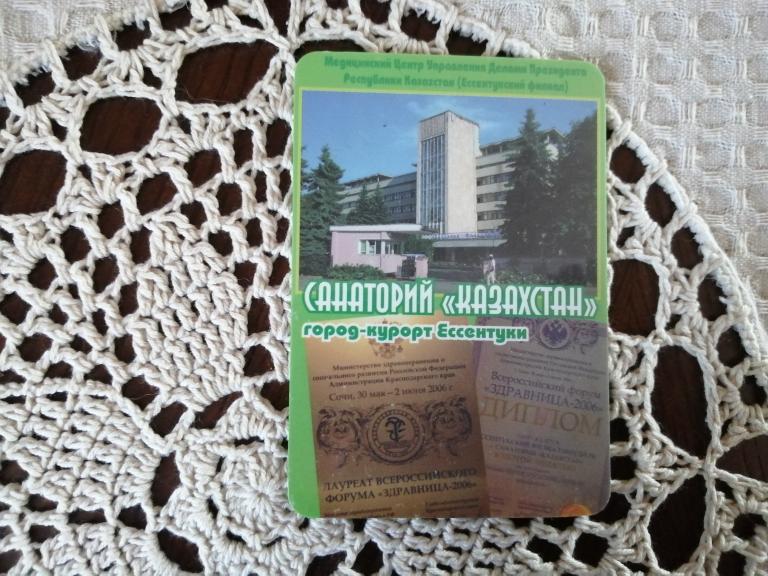 Медицинский Центр Управления Делами Президента
Республики Казахстан (Ессентукский филиал)
САНАТОРИЙ «КАЗАХСТАН»
город-курорт Ессентуки
Министерство здравоохранения и
социального развития Российской Федерации
Администрация Краснодарского края
Сочи, 30 мая – 2 июня 2006 г.
ЛАУРЕАТ ВСЕРОССИЙСКОГО
ФОРУМА «ЗДРАВНИЦА-2006»
Всероссийский форум
«ЗДРАВНИЦА-2006»
ДИПЛОМ